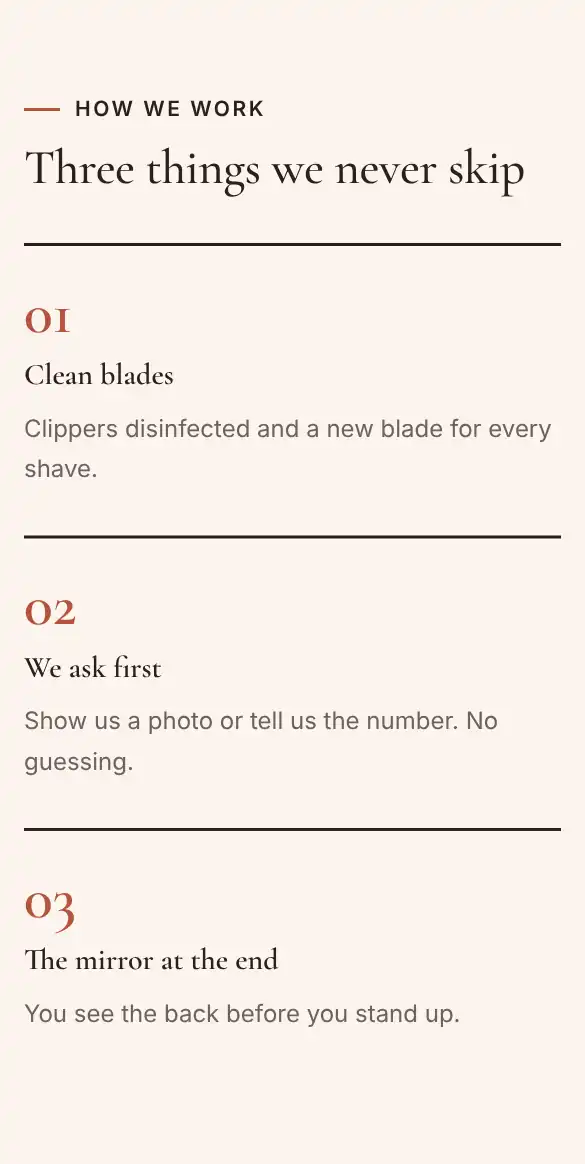 HOW WE WORK
Three things we never skip
01
Clean blades
Clippers disinfected and a new blade for every
shave.
02
We ask first
Show us a photo or tell us the number. No
guessing.
03
The mirror at the end
You see the back before you stand up.